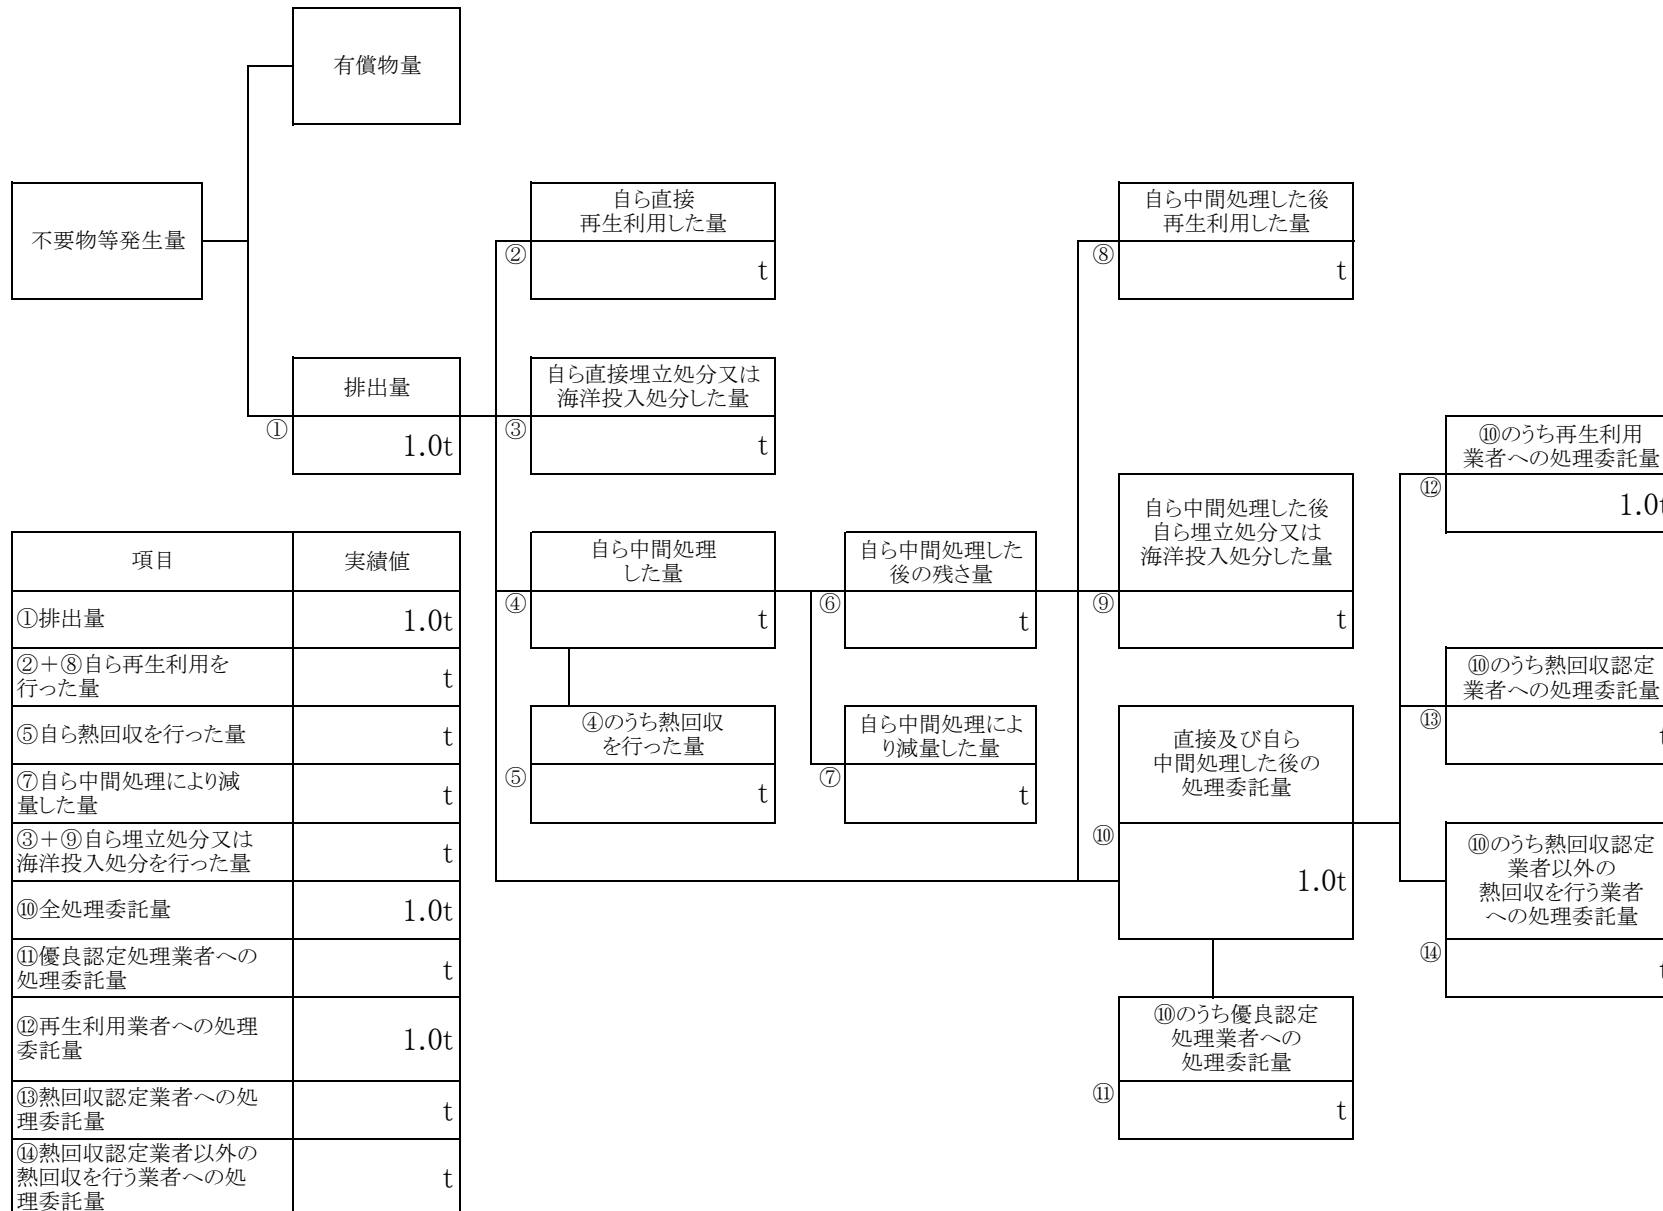 有償物量
不要物等発生量
排出量
①
1.0t
自ら直接
再生利用した量
②
t
自ら直接埋立処分又は
海洋投入処分した量
③
t
自ら中間処理
した量
④
t
④のうち熱回収
を行った量
⑤
t
自ら中間処理した
後の残さ量
⑥
t
自ら中間処理によ
り減量した量
⑦
t
自ら中間処理した後
再生利用した量
⑧
t
自ら中間処理した後
自ら埋立処分又は
海洋投入処分した量
⑨
t
直接及び自ら
中間処理した後の
処理委託量
⑩
1.0t
⑩のうち優良認定
処理業者への
処理委託量
⑪
t
⑩のうち再生利用
業者への処理委託量
⑫
1.0t
⑩のうち熱回収認定
業者への処理委託量
⑬
t
⑩のうち熱回収認定
業者以外の
熱回収を行う業者
への処理委託量
⑭
t
項目 実績値
①排出量 1.0t
②+⑧自ら再生利用を
行った量 t
⑤自ら熱回収を行った量 t
⑦自ら中間処理により減
量した量 t
③+⑨自ら埋立処分又は
海洋投入処分を行った量 t
⑩全処理委託量 1.0t
⑪優良認定処理業者への
処理委託量 t
⑫再生利用業者への処理
委託量 1.0t
⑬熱回収認定業者への処
理委託量 t
⑭熱回収認定業者以外の
熱回収を行う業者への処
理委託量 t